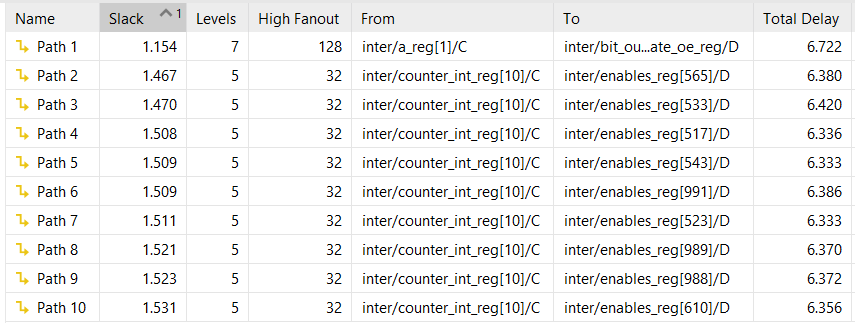 Name Slack 1 Levels High Fanout From To Total Delay
Path 1 1.154 7 128 inter/a_reg[1]/C inter/bit_ou...ate_oe_reg/D 6.722
Path 2 1.467 5 32 inter/counter_int_reg[10]/C inter/enables_reg[565]/D 6.380
Path 3 1.470 5 32 inter/counter_int_reg[10]/C inter/enables_reg[533]/D 6.420
Path 4 1.508 5 32 inter/counter_int_reg[10]/C inter/enables_reg[517]/D 6.336
Path 5 1.509 5 32 inter/counter_int_reg[10]/C inter/enables_reg[543]/D 6.333
Path 6 1.509 5 32 inter/counter_int_reg[10]/C inter/enables_reg[991]/D 6.386
Path 7 1.511 5 32 inter/counter_int_reg[10]/C inter/enables_reg[523]/D 6.333
Path 8 1.521 5 32 inter/counter_int_reg[10]/C inter/enables_reg[989]/D 6.370
Path 9 1.523 5 32 inter/counter_int_reg[10]/C inter/enables_reg[988]/D 6.372
Path 10 1.531 5 32 inter/counter_int_reg[10]/C inter/enables_reg[610]/D 6.356